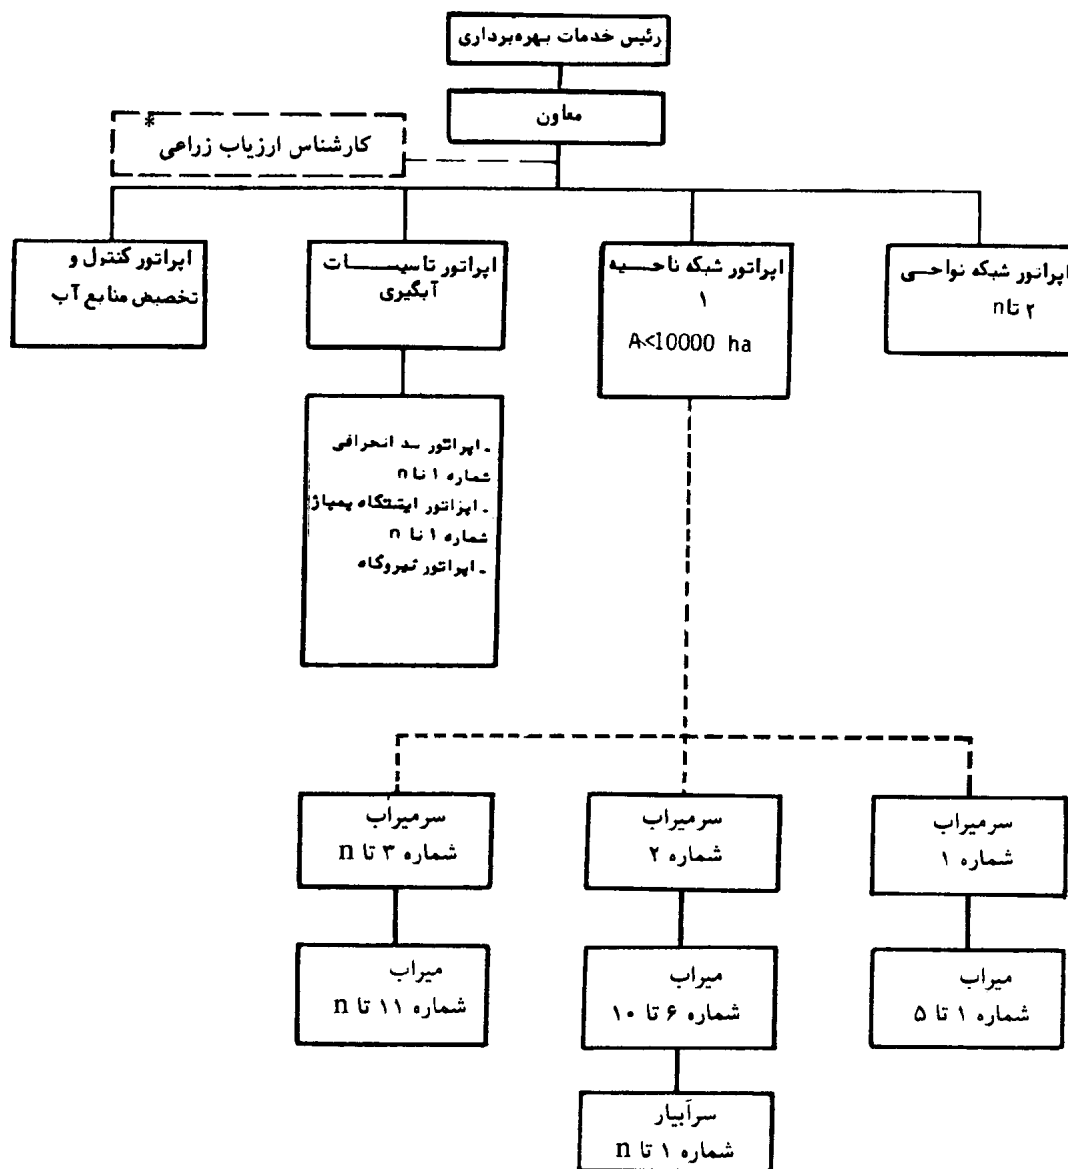 رئیس خدمات بهره‌برداری
معاون
*
کارشناس ارزیاب زراعی
اپراتور شبکه نواحی
۲ تا n
اپراتور شبکه ناحیه
۱
A<10000 ha
اپراتور تاسیسات
آبگیری
اپراتور کنترل و
تخصیص منابع آب
- اپراتور سد انحرافی
شماره ۱ تا n
- اپراتور ایستگاه پمپاژ
شماره ۱ تا n
- اپراتور نیروگاه
سرمیراب
شماره ۱
سرمیراب
شماره ۲
سرمیراب
شماره ۳ تا n
میراب
شماره ۱ تا ۵
میراب
شماره ۶ تا ۱۰
میراب
شماره ۱۱ تا n
سرآبیار
شماره ۱ تا n